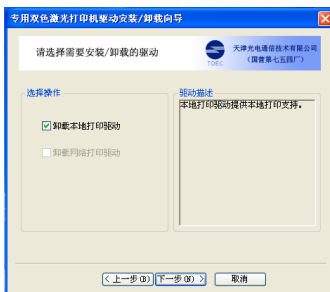 专用双色激光打印机驱动安装/卸载向导
请选择需要安装/卸载的驱动
TOEC
天津光电通信技术有限公司
（国营第七五四厂）
选择操作
卸载本地打印驱动
卸载网络打印驱动
驱动描述
本地打印驱动提供本地打印支持。
< 上一步(B)
下一步(N) >
取消